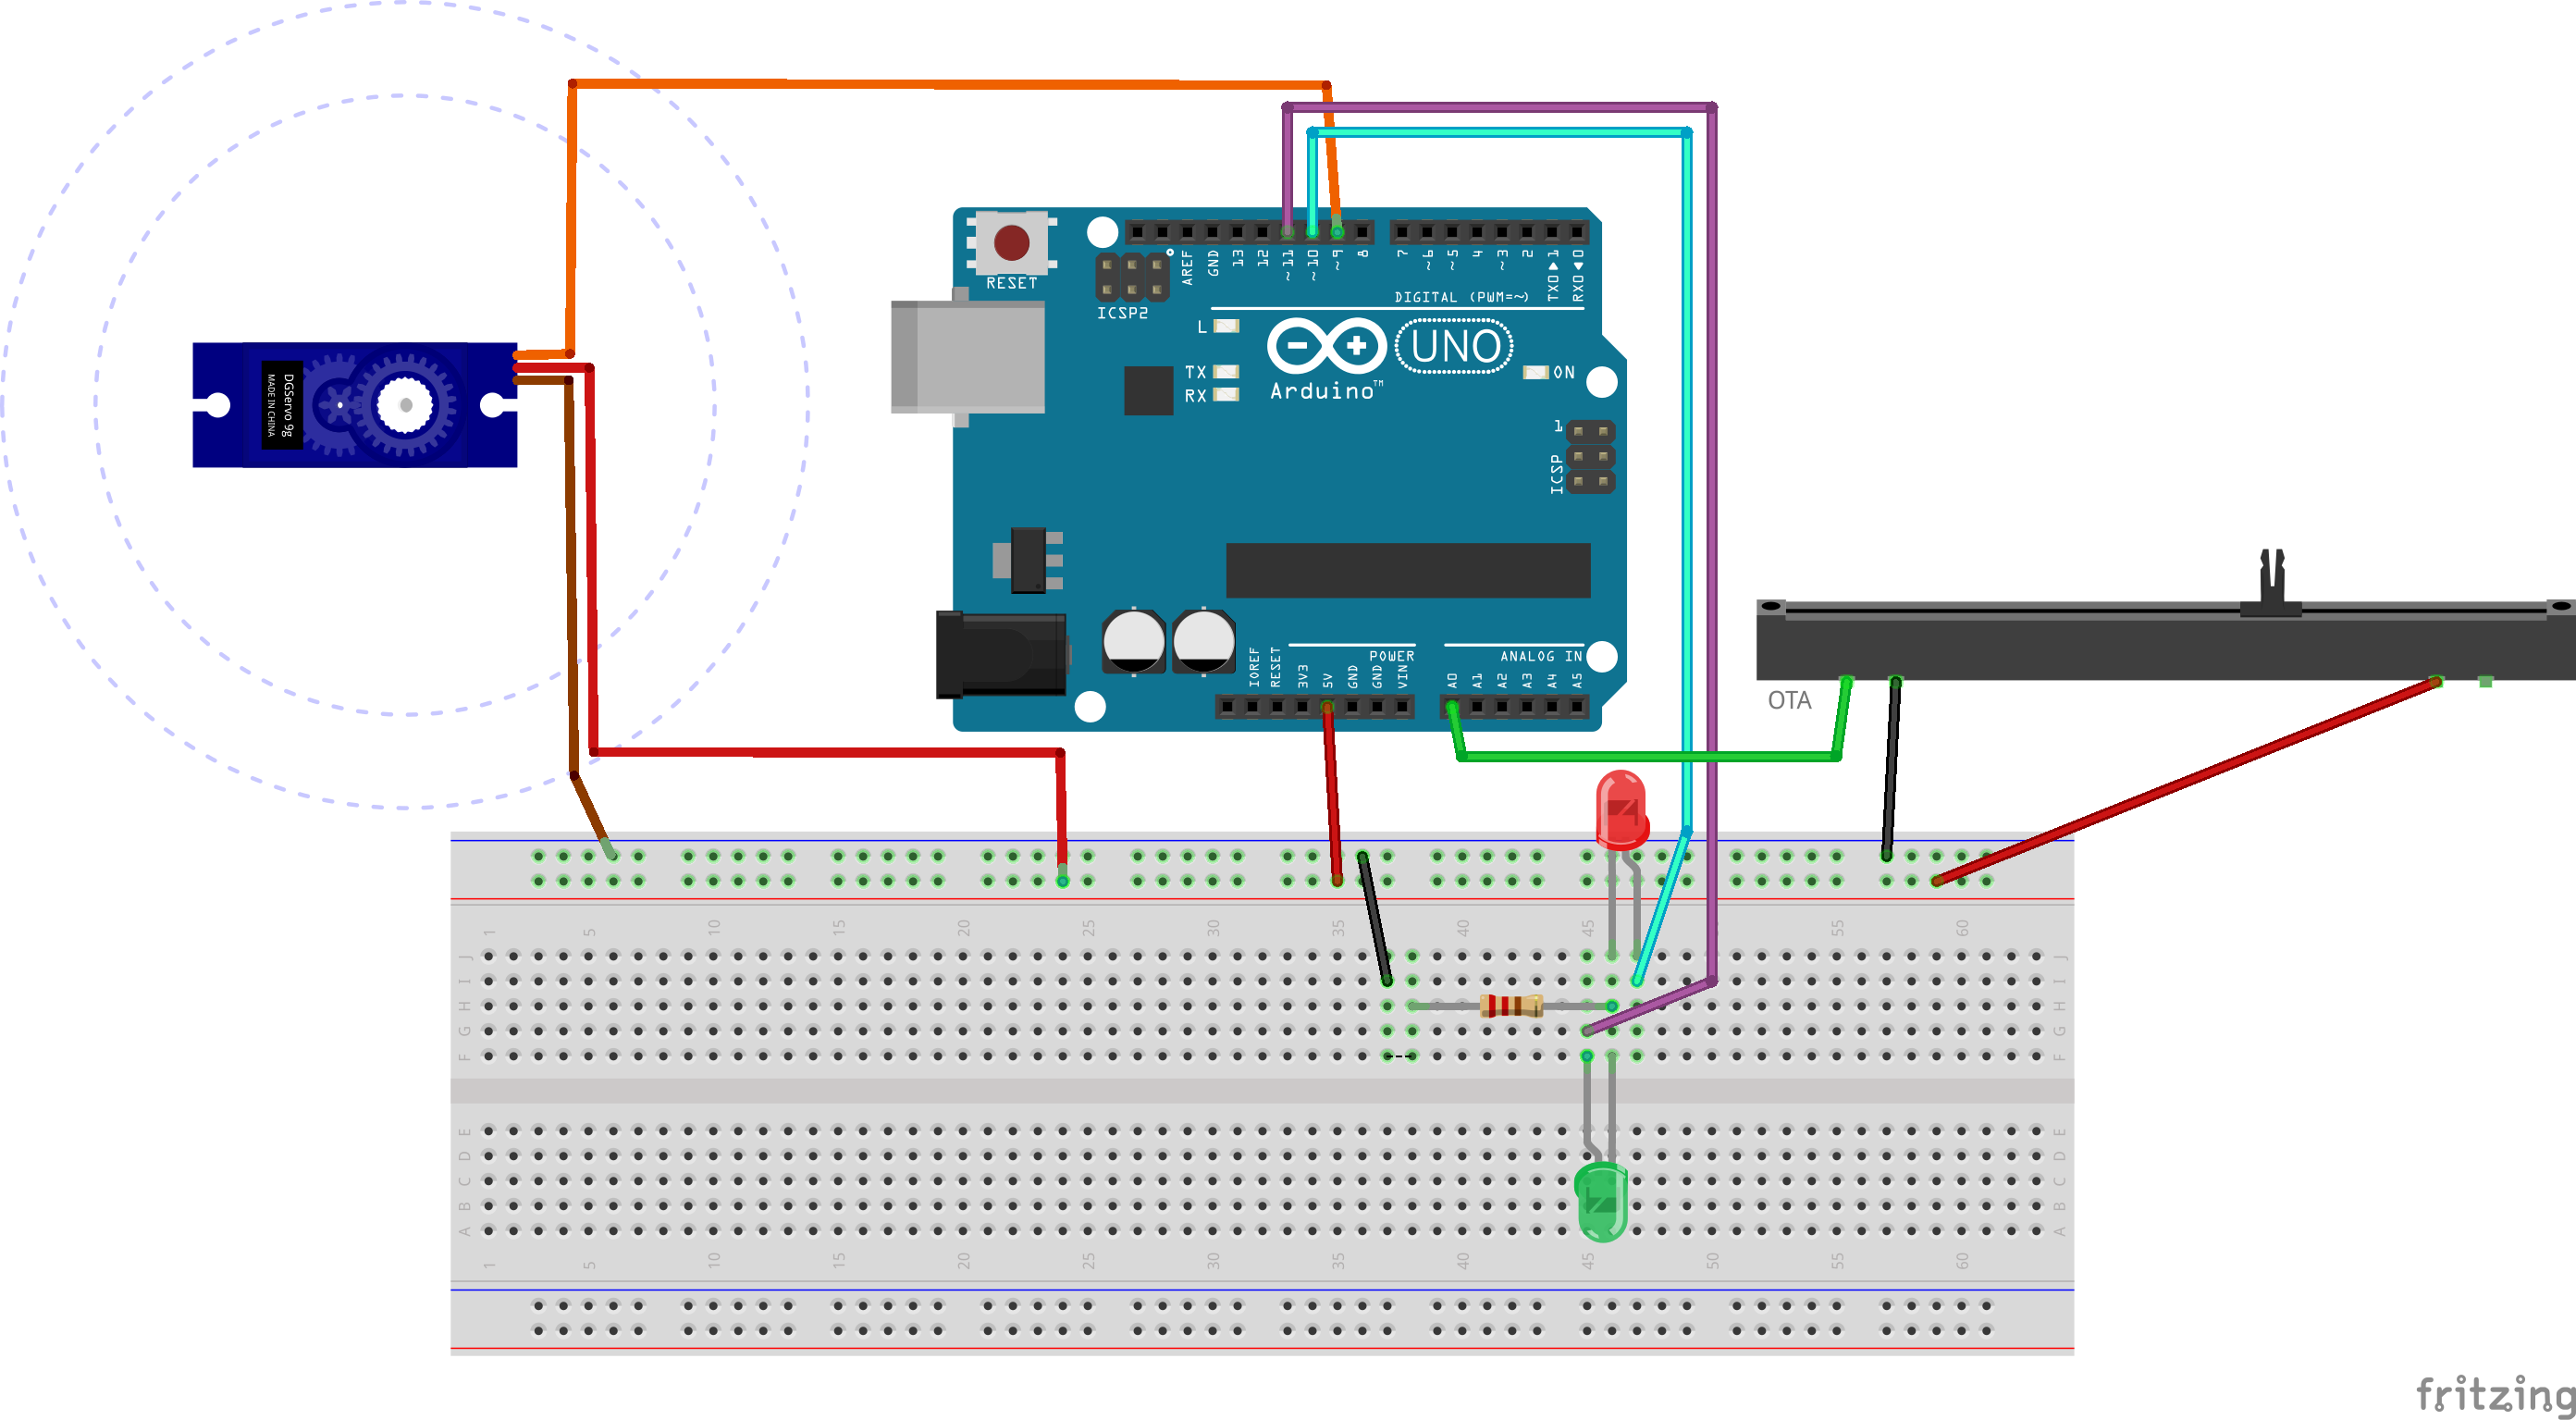 RESET
ICSP2
AREF
GND
13
12
~11
~10
~9
8
7
~6
~5
4
~3
2
TX0▶1
RX0◀0
DIGITAL (PWM=~)
L
TX
RX
UNO
Arduino™
ON
1
ICSP
DGServo 9g
MADE IN CHINA
IOREF
RESET
3V3
5V
GND
GND
VIN
POWER
A0
A1
A2
A3
A4
A5
ANALOG IN
OTA
1 5 10 15 20 25 30 35 40 45 50 55 60
J J
I I
H H
G G
F F
E E
D D
C C
B B
A A
1 5 10 15 20 25 30 35 40 45 50 55 60
fritzing